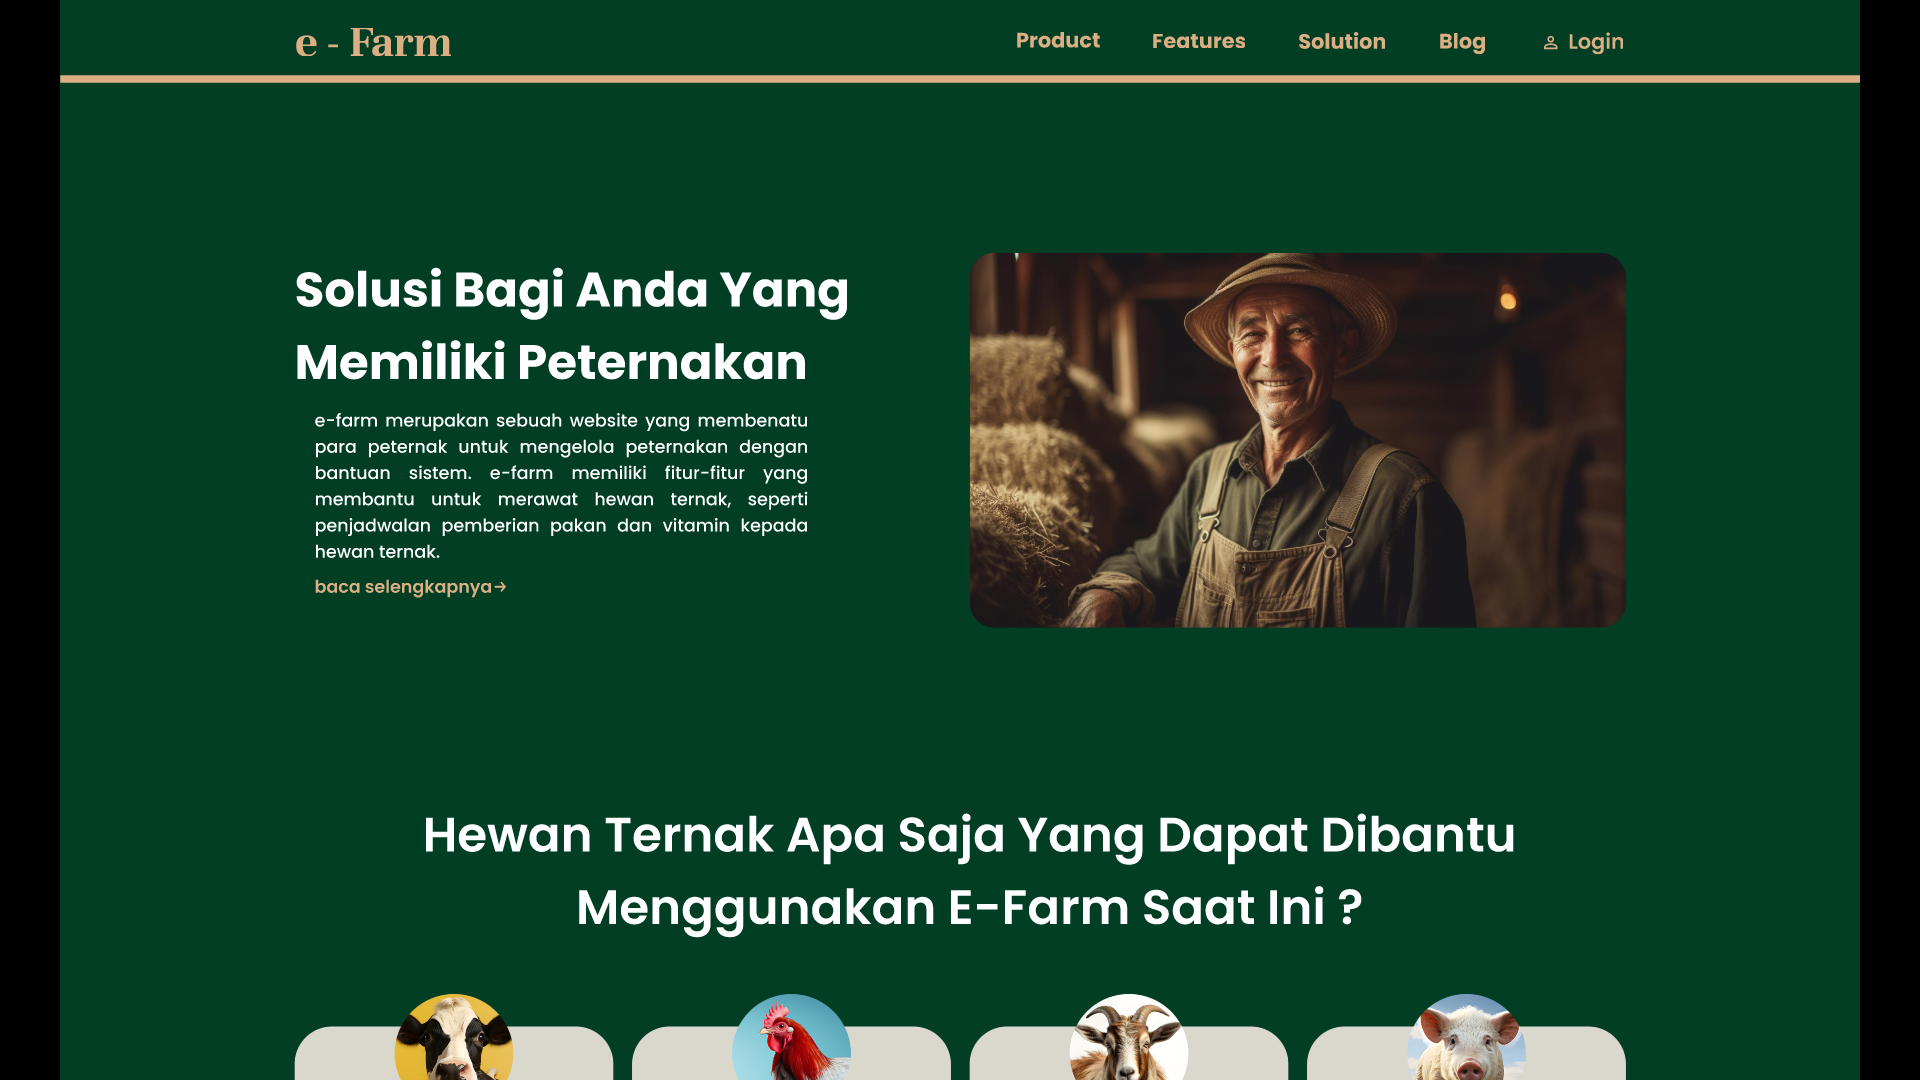 e - Farm
Product Features Solution Blog Login
Solusi Bagi Anda Yang
Memiliki Peternakan
e-farm merupakan sebuah website yang membenatu
para peternak untuk mengelola peternakan dengan
bantuan sistem. e-farm memiliki fitur-fitur yang
membantu untuk merawat hewan ternak, seperti
penjadwalan pemberian pakan dan vitamin kepada
hewan ternak.
baca selengkapnya→
Hewan Ternak Apa Saja Yang Dapat Dibantu
Menggunakan E-Farm Saat Ini ?